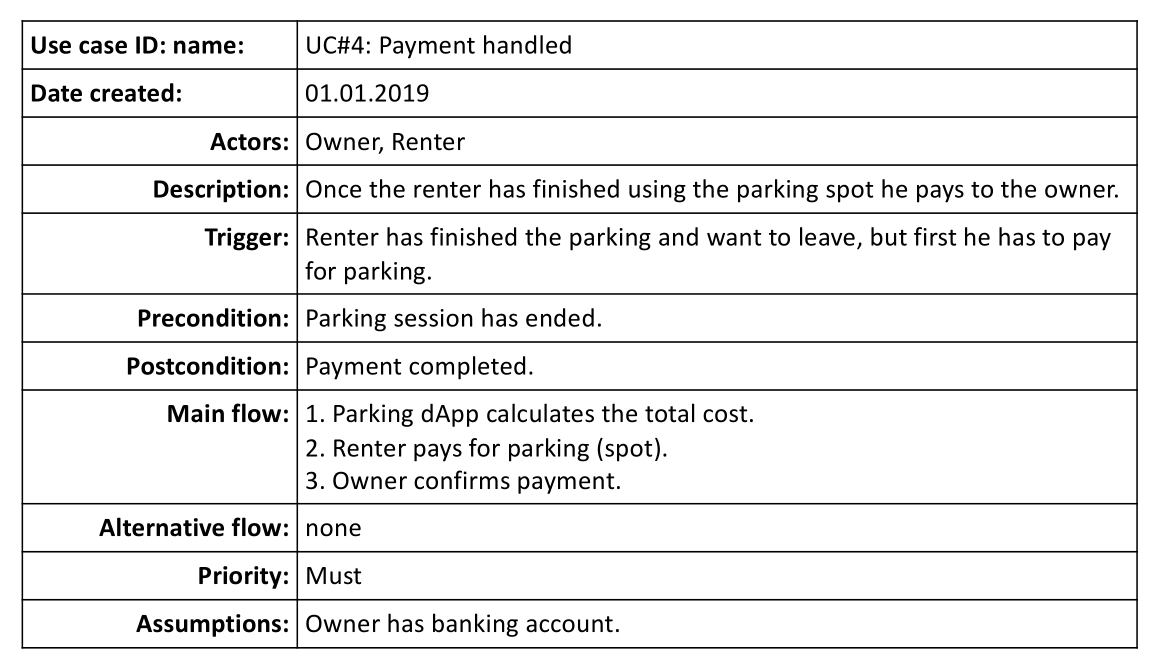 Use case ID: name: UC#4: Payment handled
Date created: 01.01.2019
Actors: Owner, Renter
Description: Once the renter has finished using the parking spot he pays to the owner.
Trigger: Renter has finished the parking and want to leave, but first he has to pay
for parking.
Precondition: Parking session has ended.
Postcondition: Payment completed.
Main flow: 1. Parking dApp calculates the total cost.
2. Renter pays for parking (spot).
3. Owner confirms payment.
Alternative flow: none
Priority: Must
Assumptions: Owner has banking account.